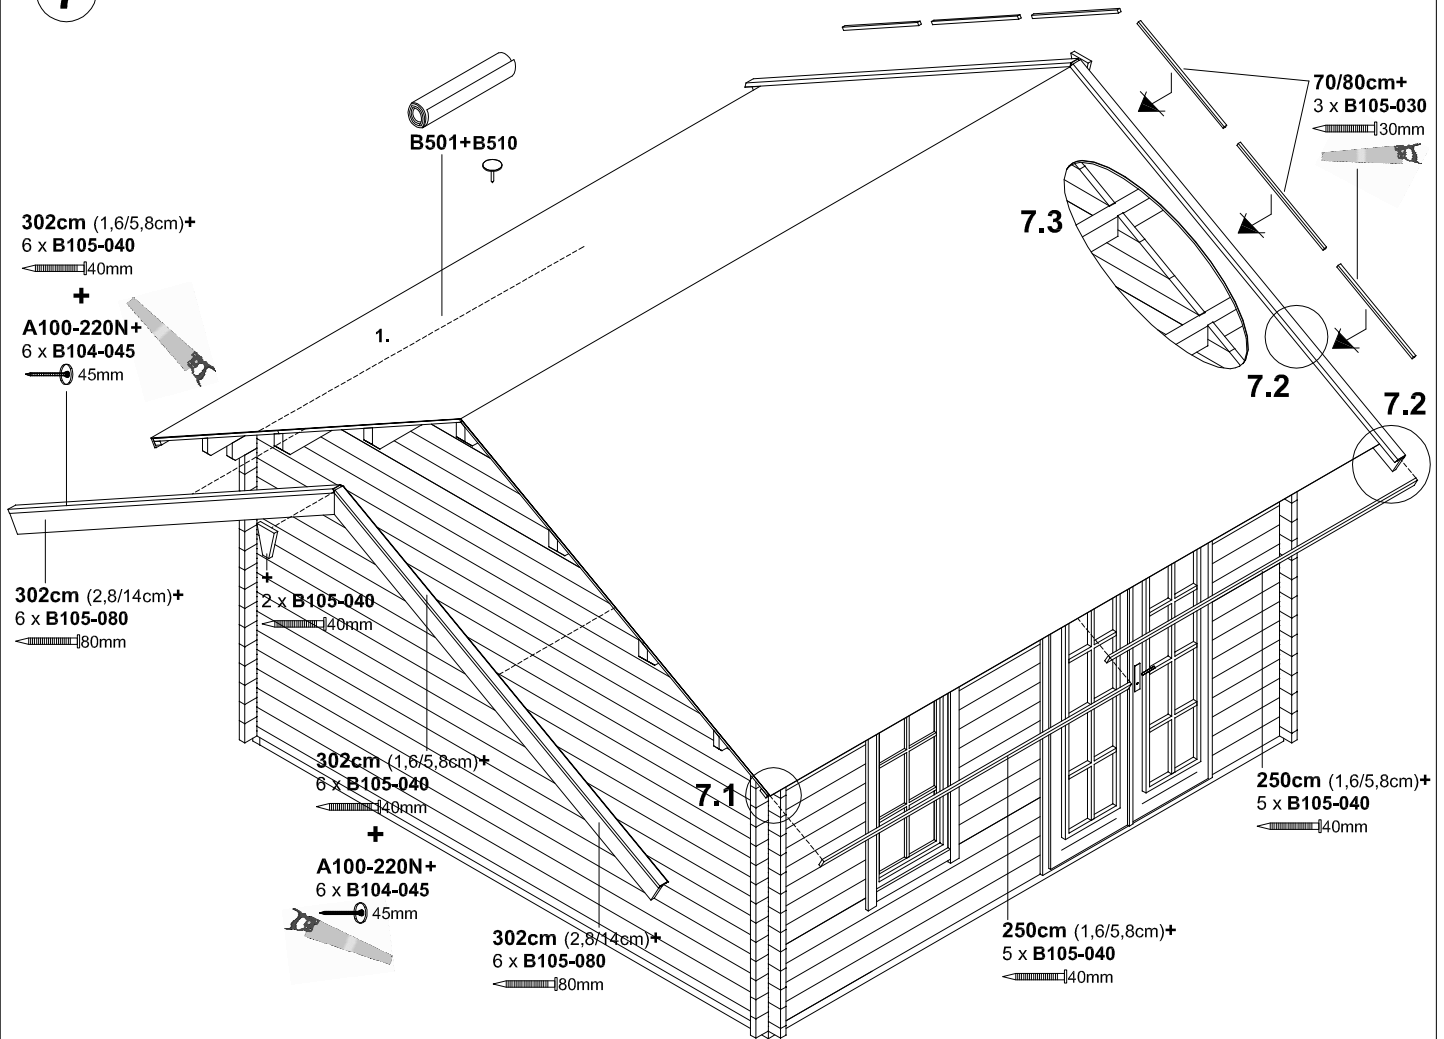 7
B501+B510
70/80cm+
3 x B105-030
30mm
302cm (1,6/5,8cm)+
6 x B105-040
40mm
+
A100-220N+
6 x B104-045
45mm
1.
7.3
7.2
7.2
302cm (2,8/14cm)+
6 x B105-080
80mm
+
2 x B105-040
40mm
302cm (1,6/5,8cm)+
6 x B105-040
40mm
+
A100-220N+
6 x B104-045
45mm
7.1
250cm (1,6/5,8cm)+
5 x B105-040
40mm
302cm (2,8/14cm)+
6 x B105-080
80mm
250cm (1,6/5,8cm)+
5 x B105-040
40mm